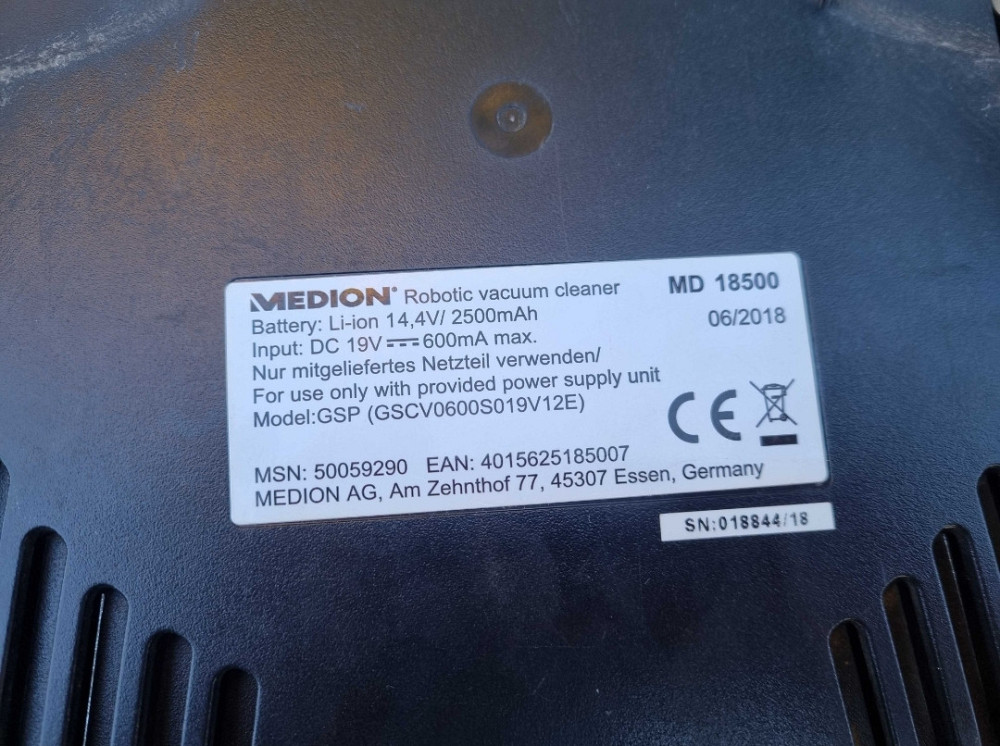 MEDION® Robotic vacuum cleaner MD 18500
Battery: Li-ion 14,4V/ 2500mAh 06/2018
Input: DC 19V ⎓ 600mA max.
Nur mitgeliefertes Netzteil verwenden/
For use only with provided power supply unit
Model:GSP (GSCV0600S019V12E)
CE
MSN: 50059290 EAN: 4015625185007
MEDION AG, Am Zehnthof 77, 45307 Essen, Germany
SN:018844/18